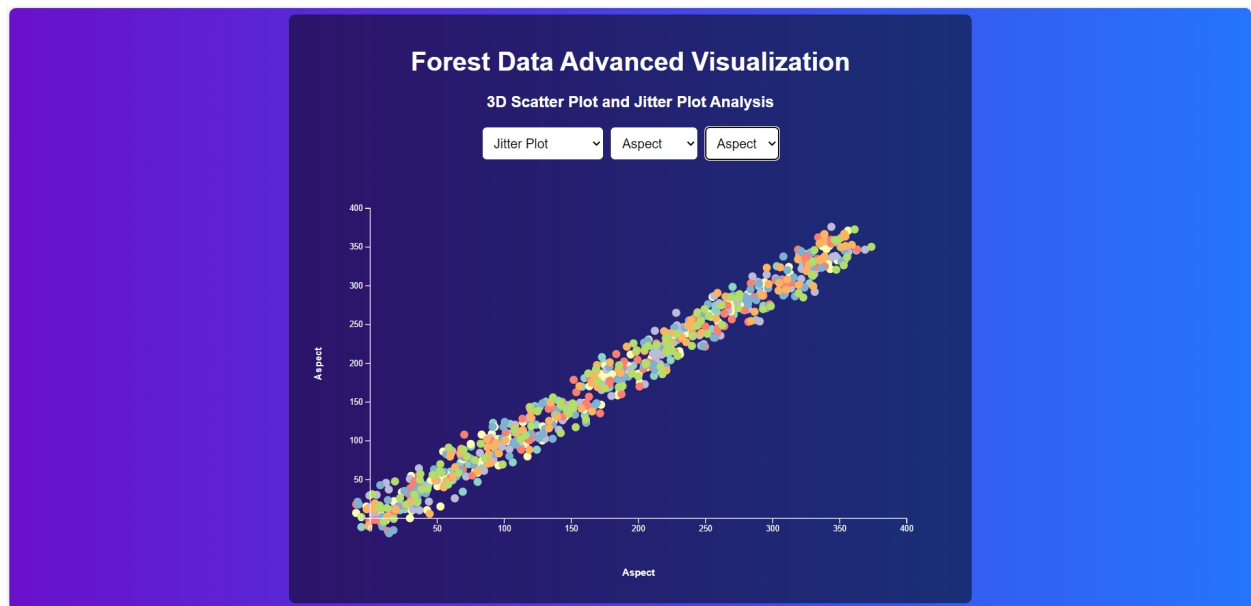 Forest Data Advanced Visualization
3D Scatter Plot and Jitter Plot Analysis
Jitter Plot Aspect Aspect
400
350
300
250
200
150
100
50
Aspect
0 50 100 150 200 250 300 350 400
Aspect